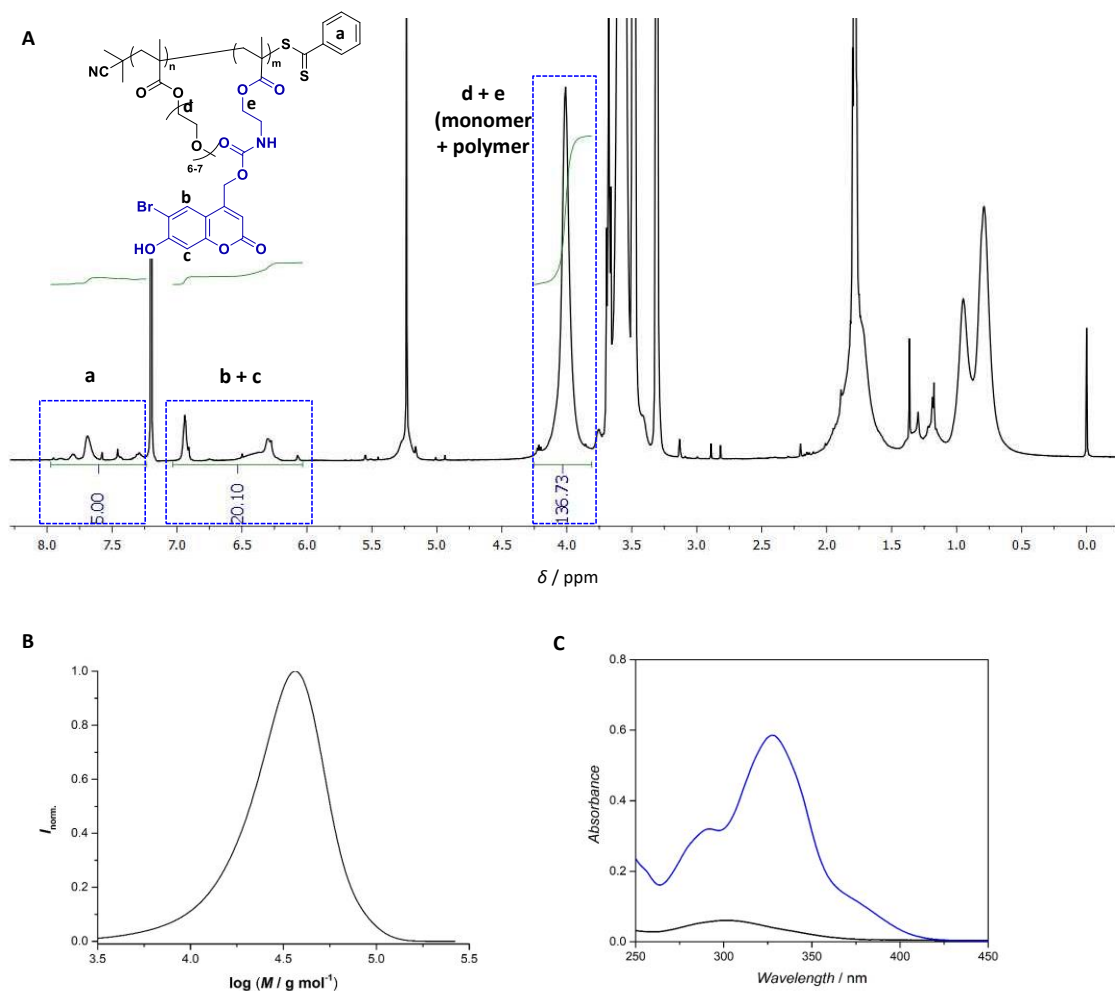 A
a
S
n
m
S
NC
O
O
O
O
d
e
O
O
NH
6-7
O
b
Br
HO
c
O
O
d + e
(monomer
+ polymer
a
b + c
5.00
20.10
136.73
8.0 7.5 7.0 6.5 6.0 5.5 5.0 4.5 4.0 3.5 3.0 2.5 2.0 1.5 1.0 0.5 0.0
δ / ppm
B
1.0
0.8
0.6
0.4
0.2
0.0
Inorm.
3.5 4.0 4.5 5.0 5.5
log (M / g mol⁻¹)
C
0.8
0.6
0.4
0.2
0.0
Absorbance
250 300 350 400 450
Wavelength / nm